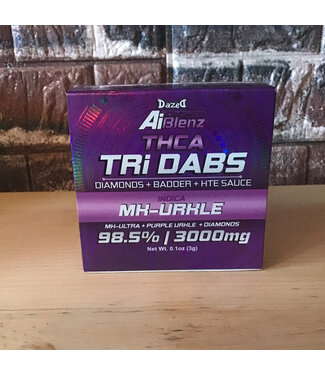 DazeD
AiBlenz
THCA
TRi DABS
DIAMONDS + BADDER + HTE SAUCE
INDICA
MK-URKLE
MK-ULTRA + PURPLE URKLE + DIAMONDS
98.5% | 3000mg
Net Wt. 0.1oz (3g)